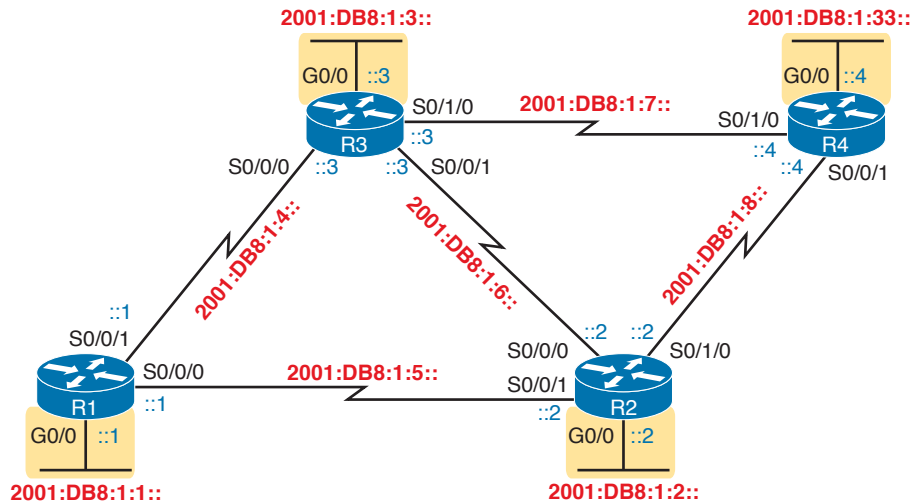 2001:DB8:1:3::
2001:DB8:1:33::
G0/0
::3
G0/0
::4
S0/1/0
2001:DB8:1:7::
R3
::3
S0/1/0
R4
S0/0/0
::3
::3
S0/0/1
::4
::4
S0/0/1
2001:DB8:1:4::
2001:DB8:1:6::
2001:DB8:1:8::
::1
S0/0/1
::2
::2
S0/0/0
S0/1/0
S0/0/0
2001:DB8:1:5::
S0/0/1
R1
::1
::2
R2
G0/0
::1
G0/0
::2
2001:DB8:1:1::
2001:DB8:1:2::